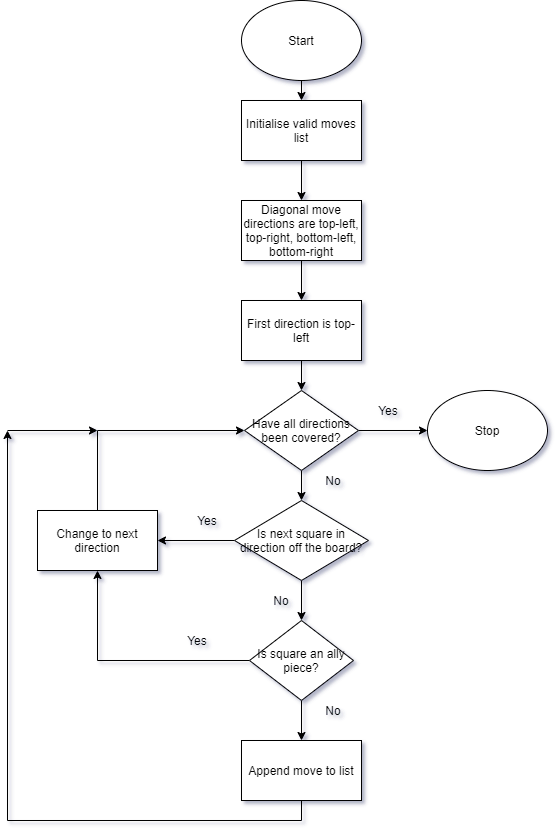 Start
Initialise valid moves
list
Diagonal move
directions are top-left,
top-right, bottom-left,
bottom-right
First direction is top-
left
Have all directions
been covered?
Yes
Stop
No
Is next square in
direction off the board?
Yes
Change to next
direction
No
Is square an ally
piece?
Yes
No
Append move to list